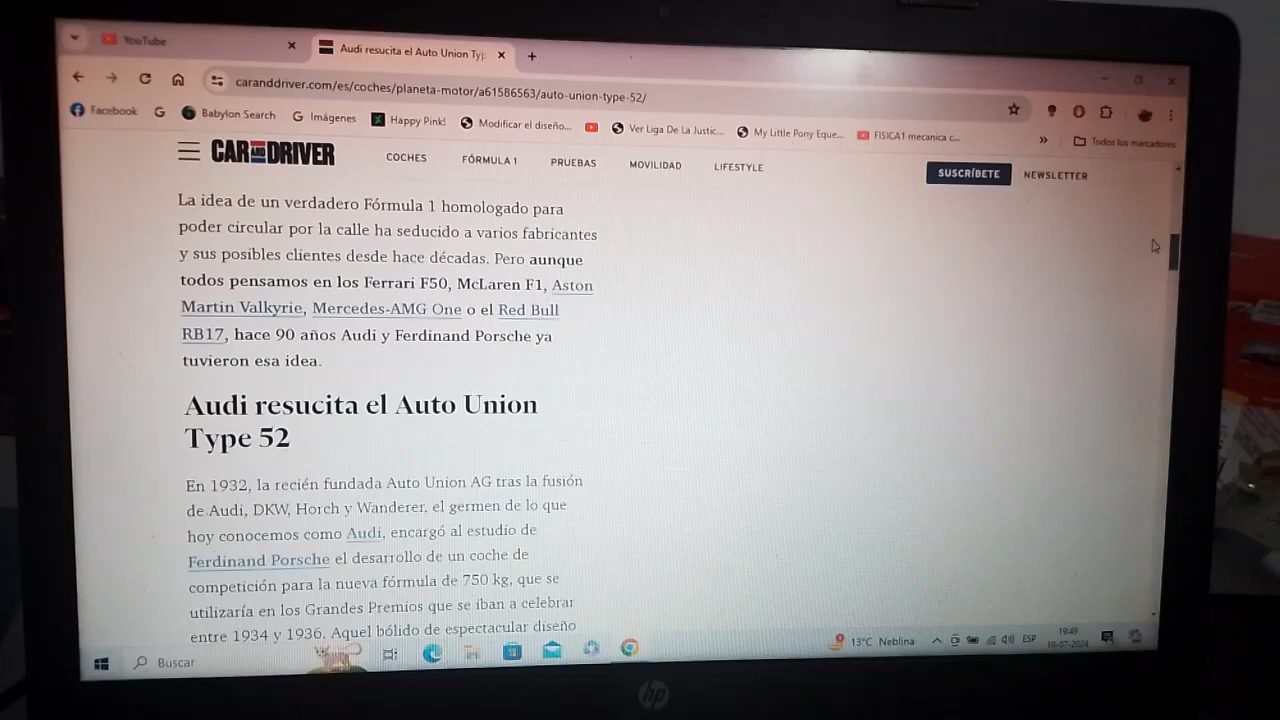 YouTube
Audi resucita el Auto Union Typ
caranddriver.com/es/coches/planeta-motor/a61586563/auto-union-type-52/
Facebook
Babylon Search
Imágenes
Happy Pink!
Modificar el diseño...
Ver Liga De La Justic...
My Little Pony Eque...
FISICA1 mecanica c...
Todos los marcadores
CAR AND DRIVER
COCHES
FÓRMULA 1
PRUEBAS
MOVILIDAD
LIFESTYLE
SUSCRÍBETE
NEWSLETTER
La idea de un verdadero Fórmula 1 homologado para
poder circular por la calle ha seducido a varios fabricantes
y sus posibles clientes desde hace décadas. Pero aunque
todos pensamos en los Ferrari F50, McLaren F1, Aston
Martin Valkyrie, Mercedes-AMG One o el Red Bull
RB17, hace 90 años Audi y Ferdinand Porsche ya
tuvieron esa idea.
Audi resucita el Auto Union
Type 52
En 1932, la recién fundada Auto Union AG tras la fusión
de Audi, DKW, Horch y Wanderer, el germen de lo que
hoy conocemos como Audi, encargó al estudio de
Ferdinand Porsche el desarrollo de un coche de
competición para la nueva fórmula de 750 kg, que se
utilizaría en los Grandes Premios que se iban a celebrar
entre 1934 y 1936. Aquel bólido de espectacular diseño
Buscar
13°C Neblina
ESP
19:49
19-07-2024
hp